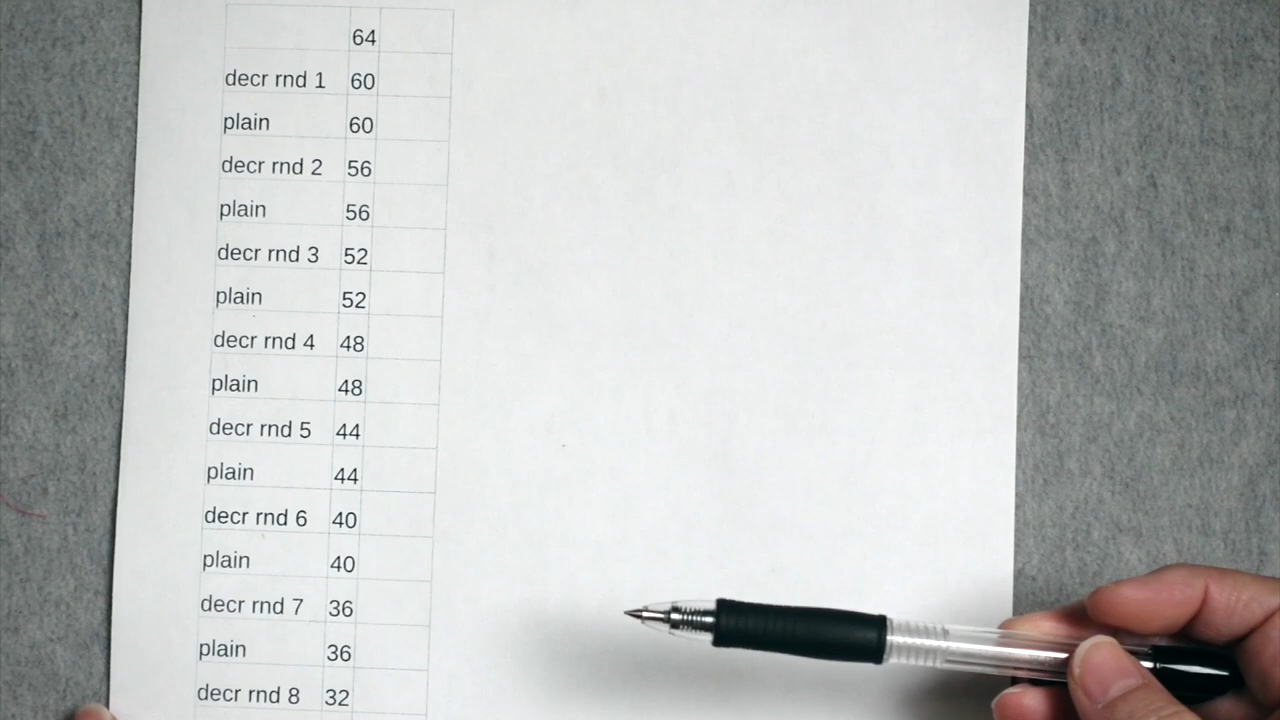 64
decr rnd 1 60
plain 60
decr rnd 2 56
plain 56
decr rnd 3 52
plain 52
decr rnd 4 48
plain 48
decr rnd 5 44
plain 44
decr rnd 6 40
plain 40
decr rnd 7 36
plain 36
decr rnd 8 32